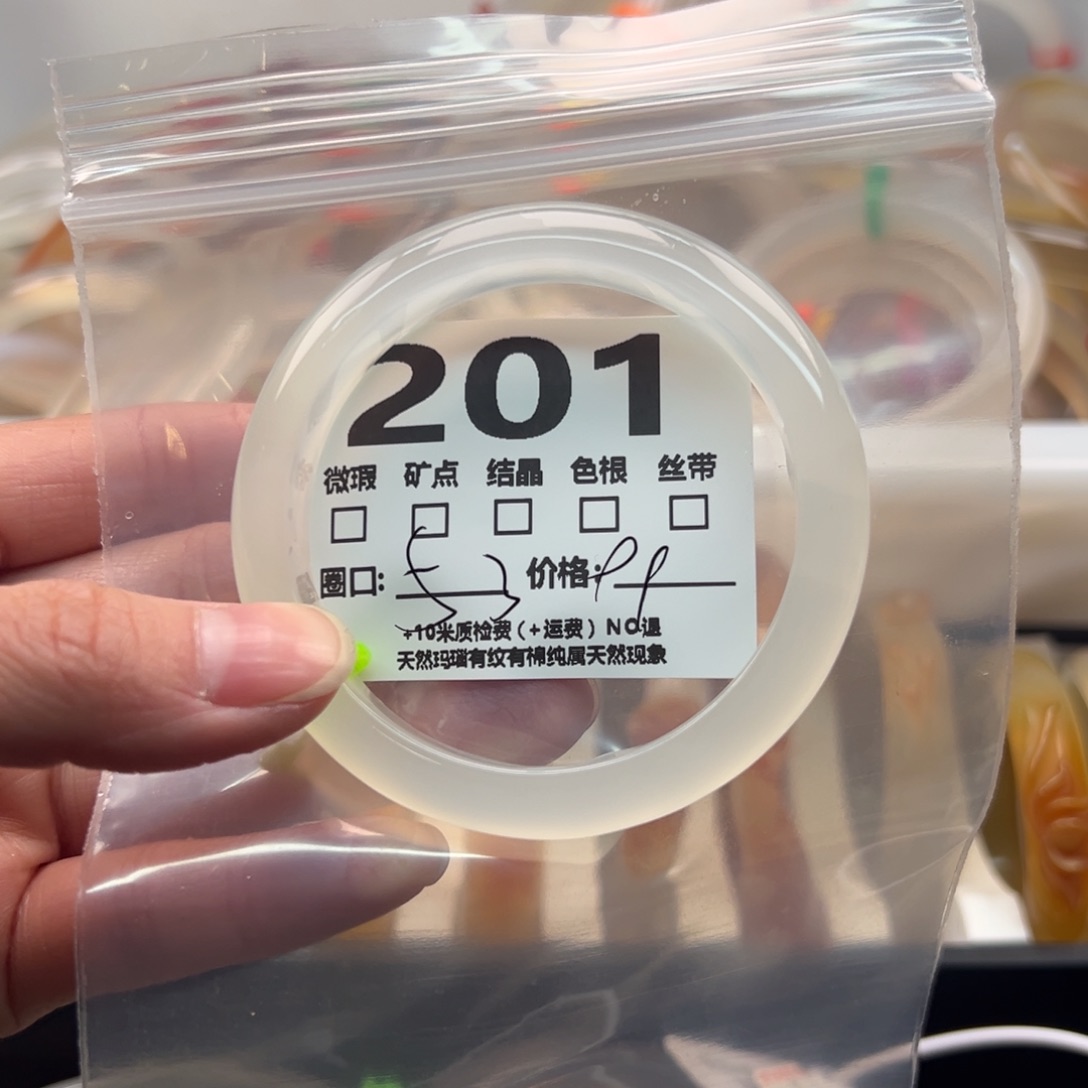 201
微瑕 矿点 结晶 色根 丝带
圈口: 53 价格: 99
+10米质检费（+运费）NO退
天然玛瑙有纹有棉纯属天然现象